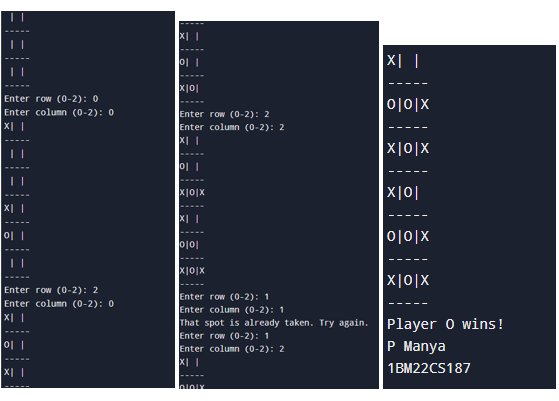 | |
-----
 | |
-----
 | |
-----
Enter row (0-2): 0
Enter column (0-2): 0
X| |
-----
 | |
-----
 | |
-----
X| |
-----
O| |
-----
 | |
-----
Enter row (0-2): 2
Enter column (0-2): 0
X| |
-----
O| |
-----
X| |
-----
-----
X| |
-----
O| |
-----
X|O|
-----
Enter row (0-2): 2
Enter column (0-2): 2
X| |
-----
O| |
-----
X|O|X
-----
X| |
-----
O|O|
-----
X|O|X
-----
Enter row (0-2): 1
Enter column (0-2): 1
That spot is already taken. Try again.
Enter row (0-2): 1
Enter column (0-2): 2
-----
O|O|X
X| |
-----
O|O|X
-----
X|O|X
-----
X|O|
-----
O|O|X
-----
X|O|X
-----
Player O wins!
P Manya
1BM22CS187